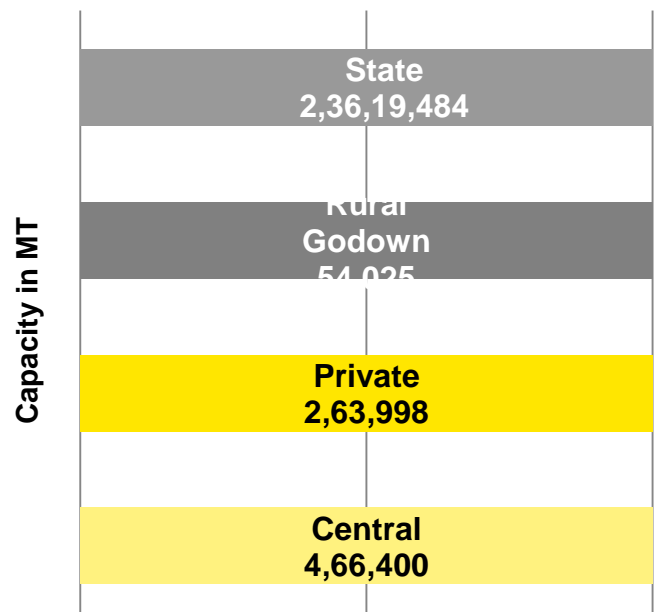 Capacity in MT
State
2,36,19,484
Rural
Godown
54,025
Private
2,63,998
Central
4,66,400